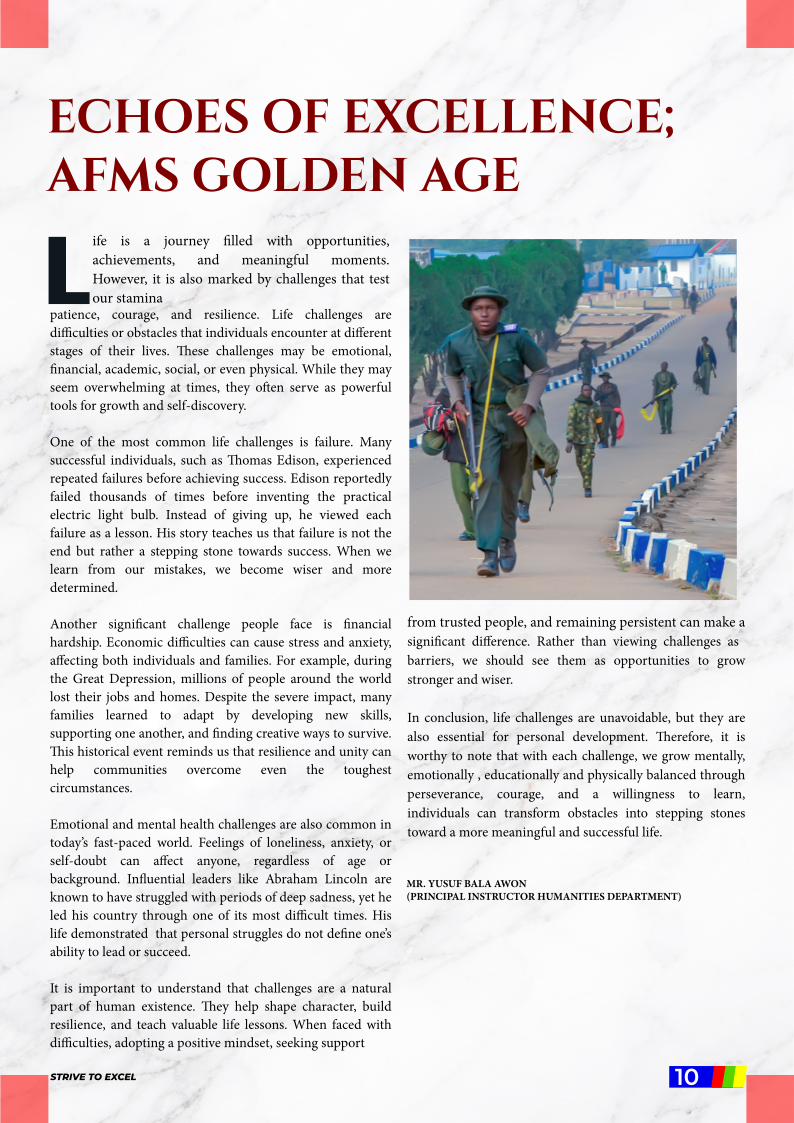 ECHOES OF EXCELLENCE;
AFMS GOLDEN AGE
Life is a journey filled with opportunities,
achievements, and meaningful moments.
However, it is also marked by challenges that test
our stamina
patience, courage, and resilience. Life challenges are
difficulties or obstacles that individuals encounter at different
stages of their lives. These challenges may be emotional,
financial, academic, social, or even physical. While they may
seem overwhelming at times, they often serve as powerful
tools for growth and self-discovery.
One of the most common life challenges is failure. Many
successful individuals, such as Thomas Edison, experienced
repeated failures before achieving success. Edison reportedly
failed thousands of times before inventing the practical
electric light bulb. Instead of giving up, he viewed each
failure as a lesson. His story teaches us that failure is not the
end but rather a stepping stone towards success. When we
learn from our mistakes, we become wiser and more
determined.
Another significant challenge people face is financial
hardship. Economic difficulties can cause stress and anxiety,
affecting both individuals and families. For example, during
the Great Depression, millions of people around the world
lost their jobs and homes. Despite the severe impact, many
families learned to adapt by developing new skills,
supporting one another, and finding creative ways to survive.
This historical event reminds us that resilience and unity can
help communities overcome even the toughest
circumstances.
Emotional and mental health challenges are also common in
today's fast-paced world. Feelings of loneliness, anxiety, or
self-doubt can affect anyone, regardless of age or
background. Influential leaders like Abraham Lincoln are
known to have struggled with periods of deep sadness, yet he
led his country through one of its most difficult times. His
life demonstrated that personal struggles do not define one's
ability to lead or succeed.
It is important to understand that challenges are a natural
part of human existence. They help shape character, build
resilience, and teach valuable life lessons. When faced with
difficulties, adopting a positive mindset, seeking support
from trusted people, and remaining persistent can make a
significant difference. Rather than viewing challenges as
barriers, we should see them as opportunities to grow
stronger and wiser.
In conclusion, life challenges are unavoidable, but they are
also essential for personal development. Therefore, it is
worthy to note that with each challenge, we grow mentally,
emotionally , educationally and physically balanced through
perseverance, courage, and a willingness to learn,
individuals can transform obstacles into stepping stones
toward a more meaningful and successful life.
MR. YUSUF BALA AWON
(PRINCIPAL INSTRUCTOR HUMANITIES DEPARTMENT)
STRIVE TO EXCEL
10